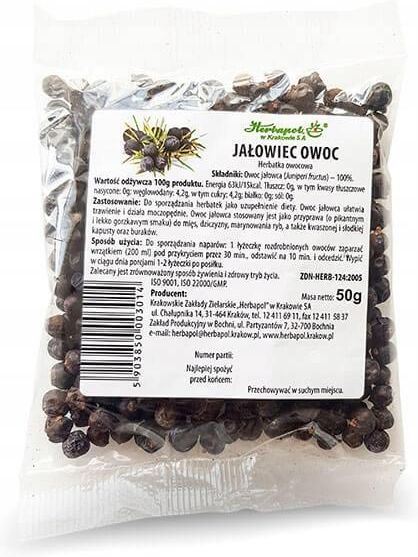 Herbapol
w Krakowie S A
JAŁOWIEC OWOC
Herbatka owocowa
Składniki: Owoc jałowca (Juniperi fructus) – 100%.
Wartość odżywcza 100g produktu. Energia 63kJ/15kcal. Tłuszcz: 0g, w tym kwasy tłuszczowe
nasycone: 0g; węglowodany: 4,2g, w tym cukry: 4,2g; białko: 0g; sól: 0g.
Zastosowanie: Do sporządzania herbatek jako uzupełnienie diety. Owoc jałowca ułatwia
trawienie i działa moczopędnie. Owoc jałowca stosowany jest jako przyprawa (o pikantnym
i lekko gorzkawym smaku) do mięs, dziczyzny, marynowania ryb, a także kwaszonej i słodkiej
kapusty oraz buraków.
Sposób użycia: Do sporządzania naparów: 1 łyżeczkę rozdrobnionych owoców zaparzać
wrzątkiem (200 ml) pod przykryciem przez 30 min., odstawić na 10 min. i odcedzić. Wypić
w ciągu dnia porcjami 1-2 łyżeczki po posiłku.
Zalecany jest zrównoważony sposób żywienia i zdrowy tryb życia.
ZDN-HERB-124:2005
ISO 9001, ISO 22000/GMP.
Producent:
Krakowskie Zakłady Zielarskie „Herbapol" w Krakowie SA
ul. Chałupnika 14, 31-464 Kraków, tel. 12 411 69 11, fax 12 411 58 37
Zakład Produkcyjny w Bochni, ul. Partyzantów 7, 32-700 Bochnia
e-mail: herbapol@herbapol.krakow.pl, www.herbapol.krakow.pl
Masa netto: 50g
5 903850 003014
Numer partii:
Najlepiej spożyć
przed końcem:
Przechowywać w suchym miejscu.